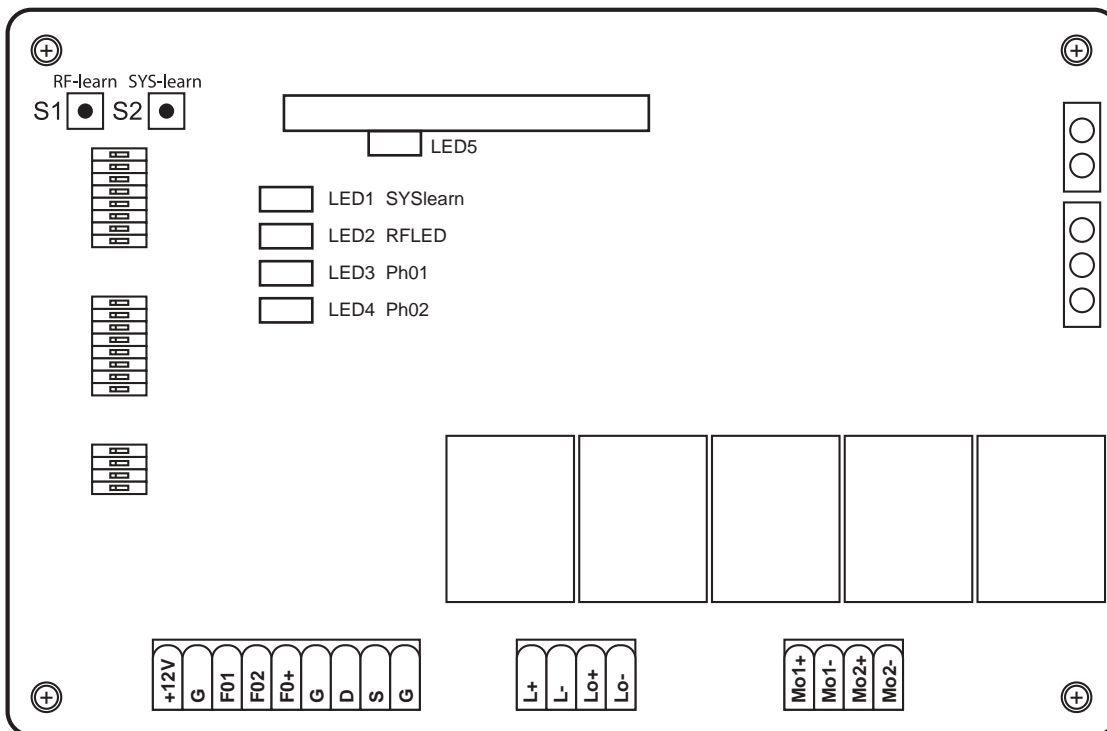 RF-learn SYS-learn
S1 S2
LED5
LED1 SYSlearn
LED2 RFLED
LED3 Ph01
LED4 Ph02
+12V G F01 F02 F0+ G D S G
L+ L- Lo+ Lo-
Mo1+ Mo1- Mo2+ Mo2-